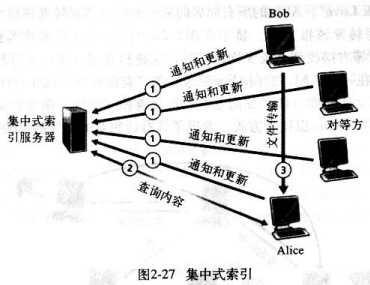 Bob
通知和更新
①
通知和更新
①
通知和更新
①
集中式索
引服务器
文件传输
对等方
①
通知和更新
②
③
查询内容
Alice
图2-27 集中式索引